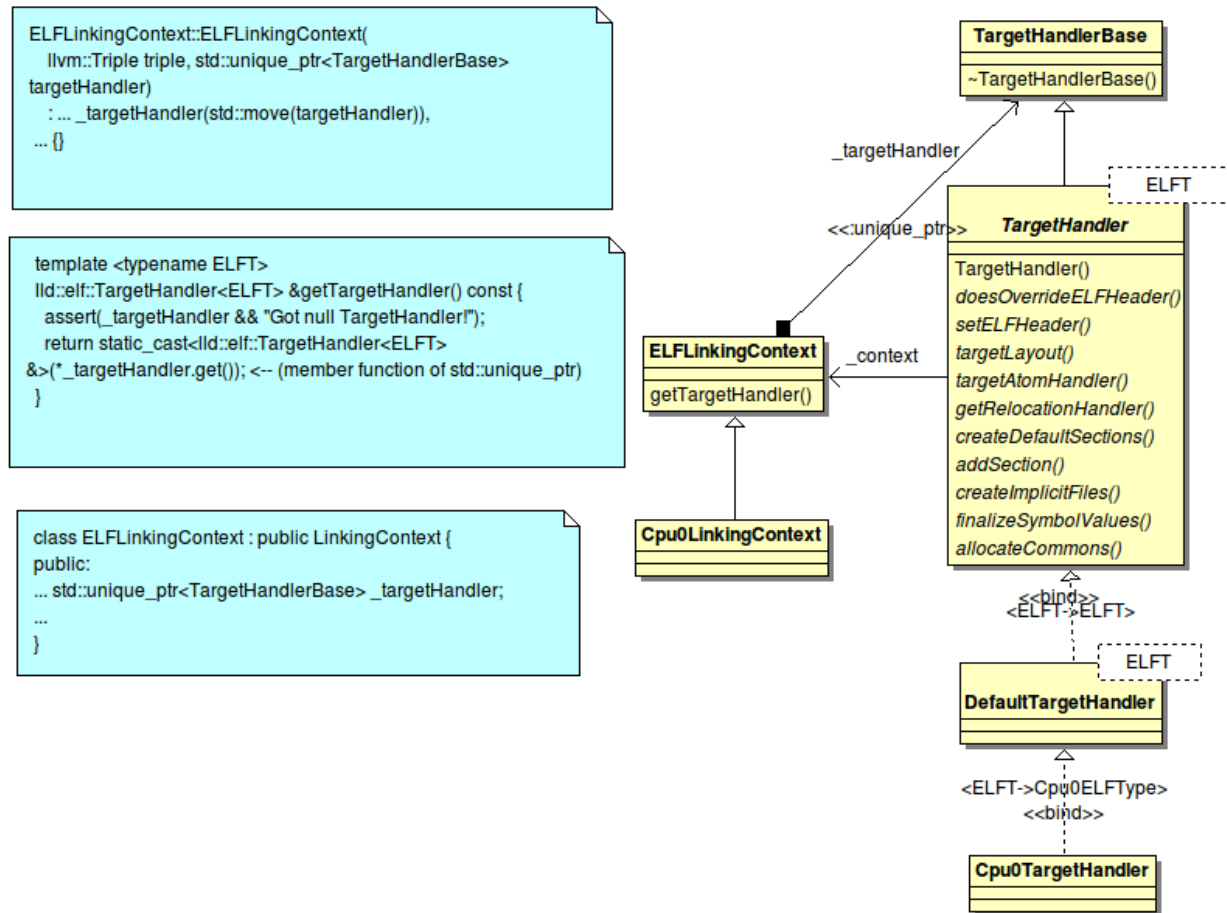 ELFLinkingContext::ELFLinkingContext(
llvm::Triple triple, std::unique_ptr<TargetHandlerBase>
targetHandler)
: ... _targetHandler(std::move(targetHandler)),
... {}
template <typename ELFT>
lld::elf::TargetHandler<ELFT> &getTargetHandler() const {
assert(_targetHandler && "Got null TargetHandler!");
return static_cast<lld::elf::TargetHandler<ELFT>
&>(*_targetHandler.get()); <-- (member function of std::unique_ptr)
}
class ELFLinkingContext : public LinkingContext {
public:
... std::unique_ptr<TargetHandlerBase> _targetHandler;
...
}
TargetHandlerBase
~TargetHandlerBase()
_targetHandler
<<:unique_ptr>>
ELFT
TargetHandler
TargetHandler()
doesOverrideELFHeader()
setELFHeader()
targetLayout()
targetAtomHandler()
getRelocationHandler()
createDefaultSections()
addSection()
createImplicitFiles()
finalizeSymbolValues()
allocateCommons()
ELFLinkingContext
getTargetHandler()
_context
Cpu0LinkingContext
<<bind>>
<ELFT->ELFT>
ELFT
DefaultTargetHandler
<ELFT->Cpu0ELFType>
<<bind>>
Cpu0TargetHandler